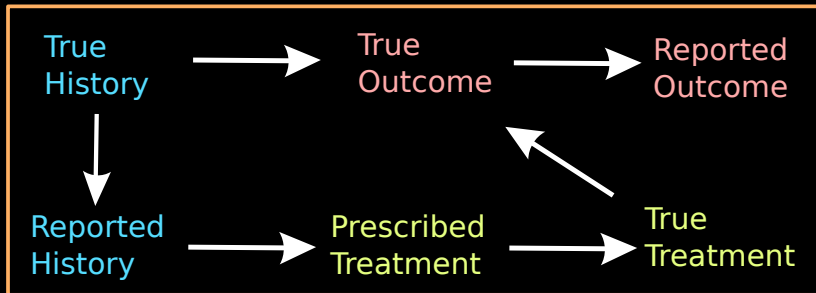 True
History
True
Outcome
Reported
Outcome
Reported
History
Prescribed
Treatment
True
Treatment